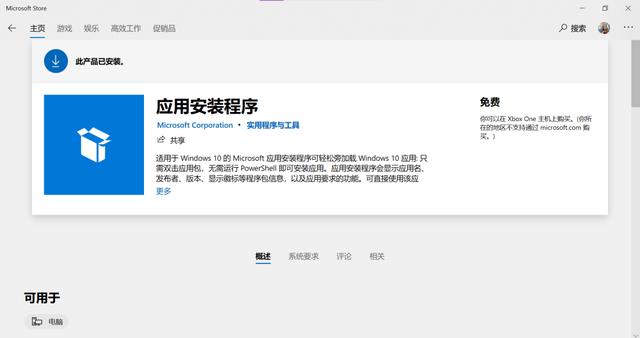 Microsoft Store
主页 游戏 娱乐 高效工作 促销品 搜索
此产品已安装。
应用安装程序
Microsoft Corporation • 实用程序与工具
共享
适用于 Windows 10 的 Microsoft 应用安装程序可轻松旁加载 Windows 10 应用: 只
需双击应用包，无需运行 PowerShell 即可安装应用。应用安装程序会显示应用名、
发布者、版本、显示徽标等程序包信息，以及应用要求的功能。可直接使用该应
更多
免费
你可以在 Xbox One 主机上购买。(你所
在的地区不支持通过 microsoft.com 购
买。)
概述 系统要求 评论 相关
可用于
电脑